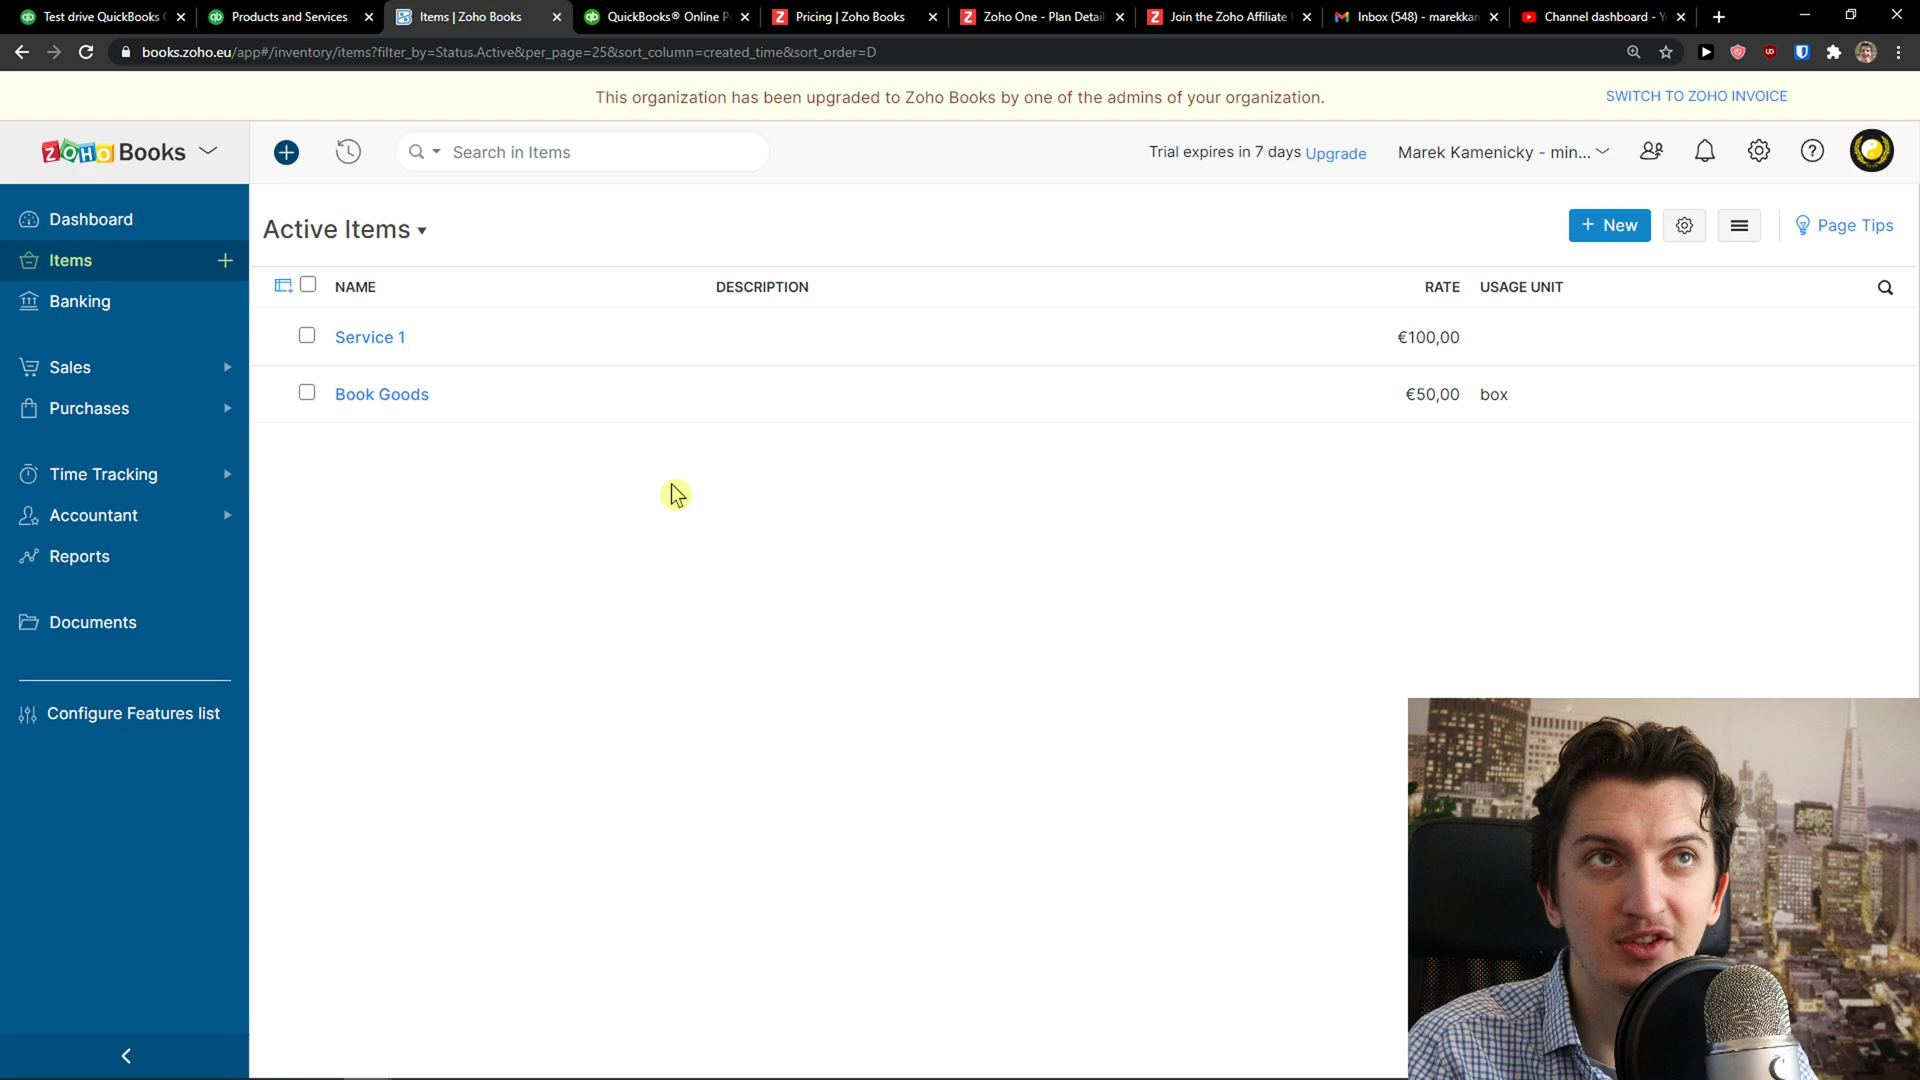 Test drive QuickBooks
Products and Services
Items | Zoho Books
QuickBooks® Online P
Pricing | Zoho Books
Zoho One - Plan Detail
Join the Zoho Affiliate
Inbox (548) - marekkar
Channel dashboard - Y
books.zoho.eu/app#/inventory/items?filter_by=Status.Active&per_page=25&sort_column=created_time&sort_order=D
This organization has been upgraded to Zoho Books by one of the admins of your organization.
SWITCH TO ZOHO INVOICE
ZOHO Books
Search in Items
Trial expires in 7 days Upgrade
Marek Kamenicky - min...
Dashboard
Items
Banking
Sales
Purchases
Time Tracking
Accountant
Reports
Documents
Configure Features list
Active Items
+ New
Page Tips
NAME DESCRIPTION RATE USAGE UNIT
Service 1 €100,00
Book Goods €50,00 box